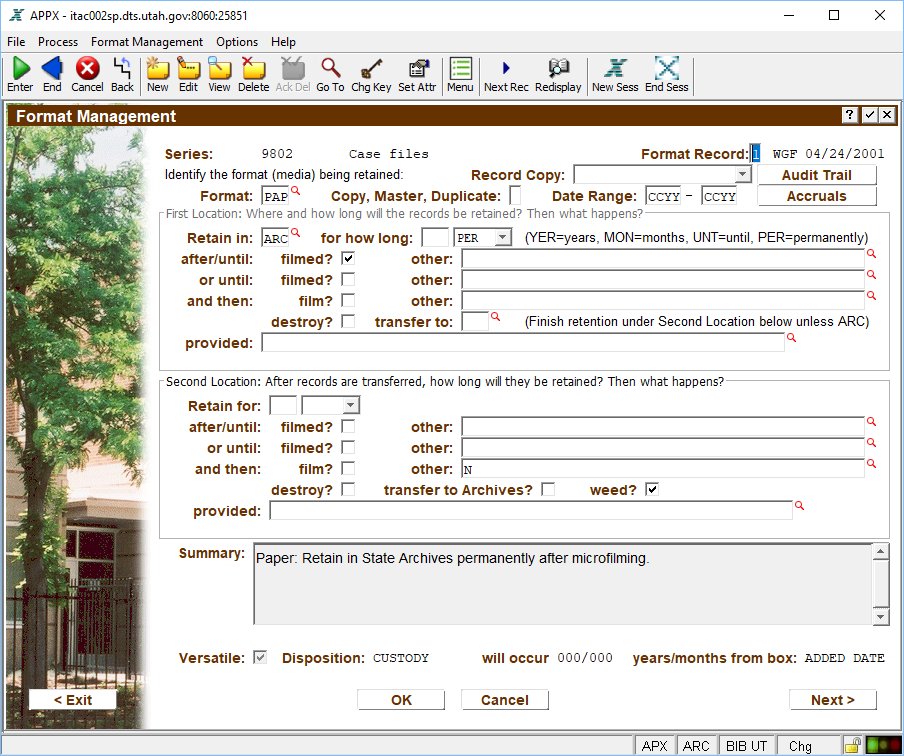 APPX - itac002sp.dts.utah.gov:8060:25851
File Process Format Management Options Help
Enter End Cancel Back New Edit View Delete Ack Del Go To Chg Key Set Attr Menu Next Rec Redisplay New Sess End Sess
Format Management ?
Series: 9802 Case files Format Record: 1 WGF 04/24/2001
Identify the format (media) being retained: Record Copy: Audit Trail
Format: PAP Copy, Master, Duplicate: Date Range: CCYY - CCYY Accruals
First Location: Where and how long will the records be retained? Then what happens?
Retain in: ARC for how long: PER (YER=years, MON=months, UNT=until, PER=permanently)
after/until: filmed? other:
or until: filmed? other:
and then: film? other:
destroy? transfer to: (Finish retention under Second Location below unless ARC)
provided:
Second Location: After records are transferred, how long will they be retained? Then what happens?
Retain for:
after/until: filmed? other:
or until: filmed? other:
and then: film? other: N
destroy? transfer to Archives? weed?
provided:
Summary: Paper: Retain in State Archives permanently after microfilming.
Versatile: Disposition: CUSTODY will occur 000/000 years/months from box: ADDED DATE
< Exit OK Cancel Next >
APX ARC BIB UT Chg